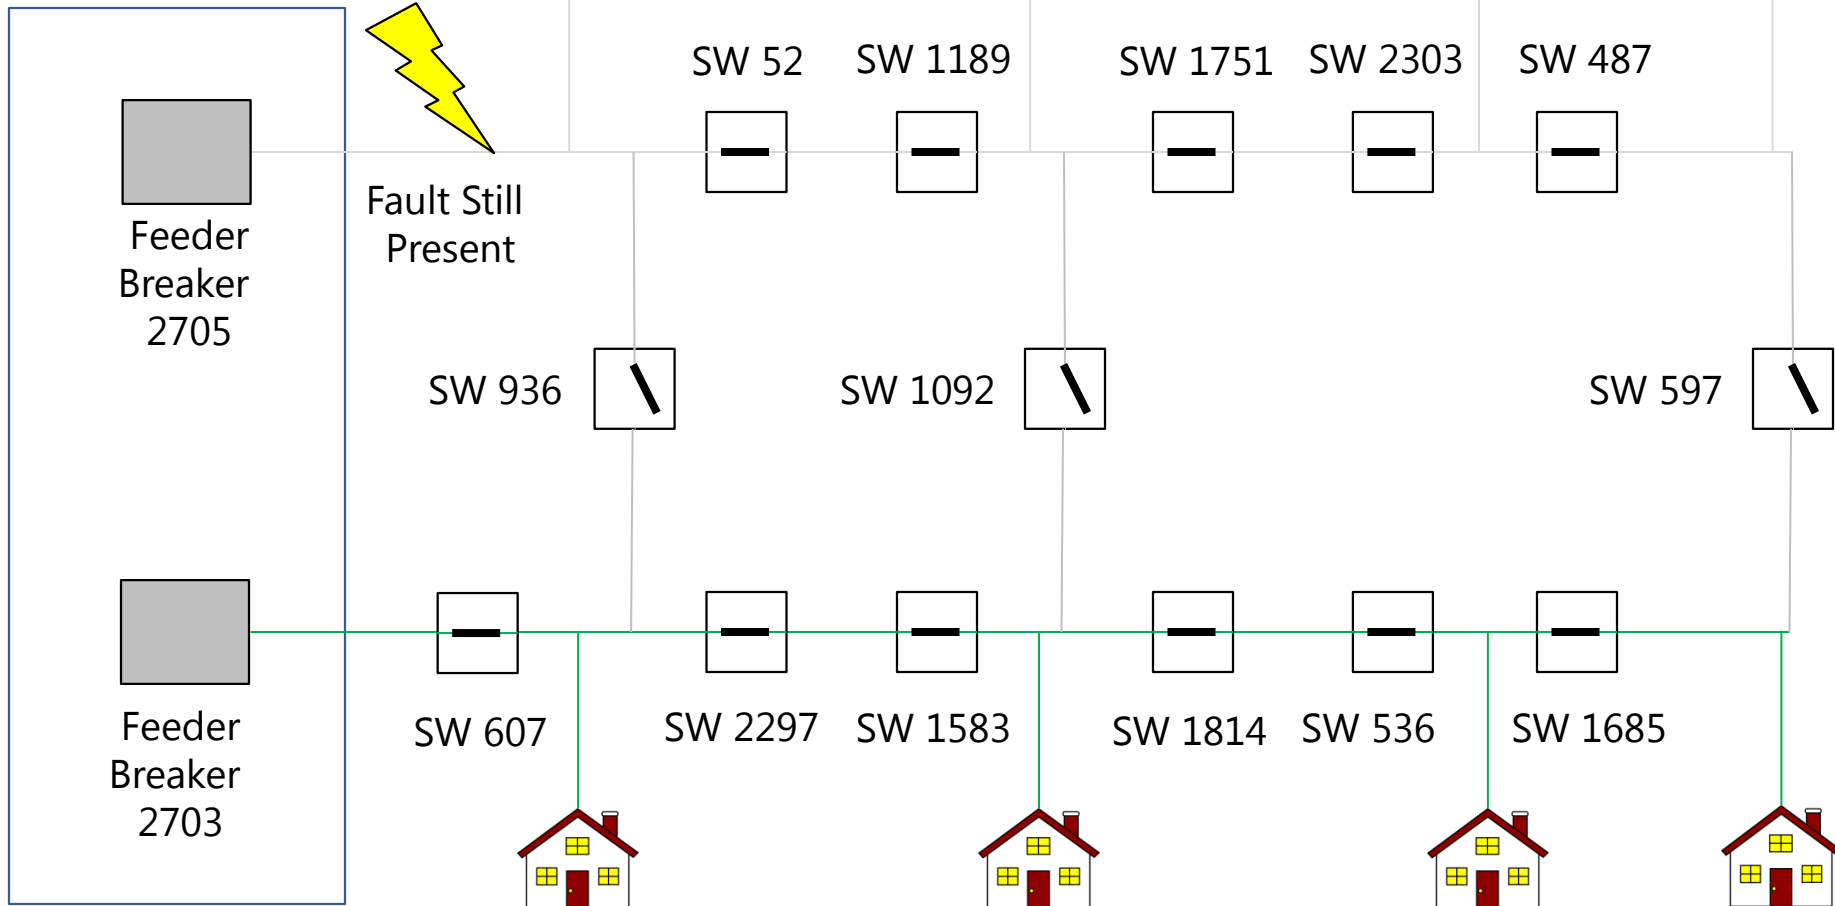 SW 52
SW 1189
SW 1751
SW 2303
SW 487
Fault Still
Present
Feeder
Breaker
2705
SW 936
SW 1092
SW 597
Feeder
Breaker
2703
SW 607
SW 2297
SW 1583
SW 1814
SW 536
SW 1685